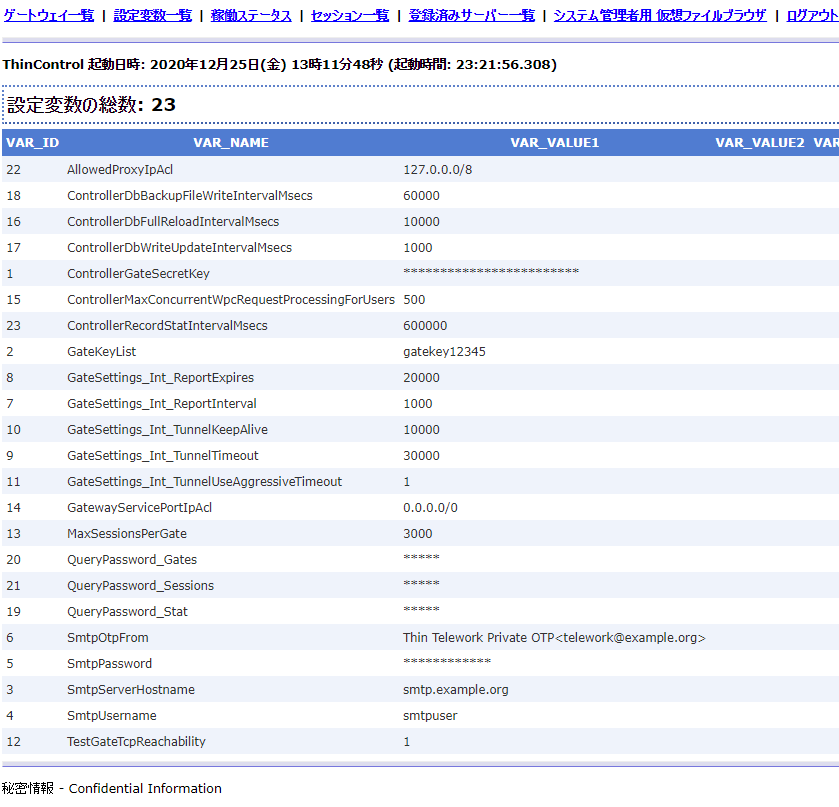 ゲートウェイ一覧 | 設定変数一覧 | 稼働ステータス | セッション一覧 | 登録済みサーバー一覧 | システム管理者用 仮想ファイルブラウザ | ログアウト
ThinControl 起動日時: 2020年12月25日(金) 13時11分48秒 (起動時間: 23:21:56.308)
設定変数の総数: 23
VAR_ID VAR_NAME VAR_VALUE1 VAR_VALUE2 VAR
22 AllowedProxyIpAcl 127.0.0.0/8
18 ControllerDbBackupFileWriteIntervalMsecs 60000
16 ControllerDbFullReloadIntervalMsecs 10000
17 ControllerDbWriteUpdateIntervalMsecs 1000
1 ControllerGateSecretKey ************************
15 ControllerMaxConcurrentWpcRequestProcessingForUsers 500
23 ControllerRecordStatIntervalMsecs 600000
2 GateKeyList gatekey12345
8 GateSettings_Int_ReportExpires 20000
7 GateSettings_Int_ReportInterval 1000
10 GateSettings_Int_TunnelKeepAlive 10000
9 GateSettings_Int_TunnelTimeout 30000
11 GateSettings_Int_TunnelUseAggressiveTimeout 1
14 GatewayServicePortIpAcl 0.0.0.0/0
13 MaxSessionsPerGate 3000
20 QueryPassword_Gates *****
21 QueryPassword_Sessions *****
19 QueryPassword_Stat *****
6 SmtpOtpFrom Thin Telework Private OTP<telework@example.org>
5 SmtpPassword ************
3 SmtpServerHostname smtp.example.org
4 SmtpUsername smtpuser
12 TestGateTcpReachability 1
秘密情報 - Confidential Information